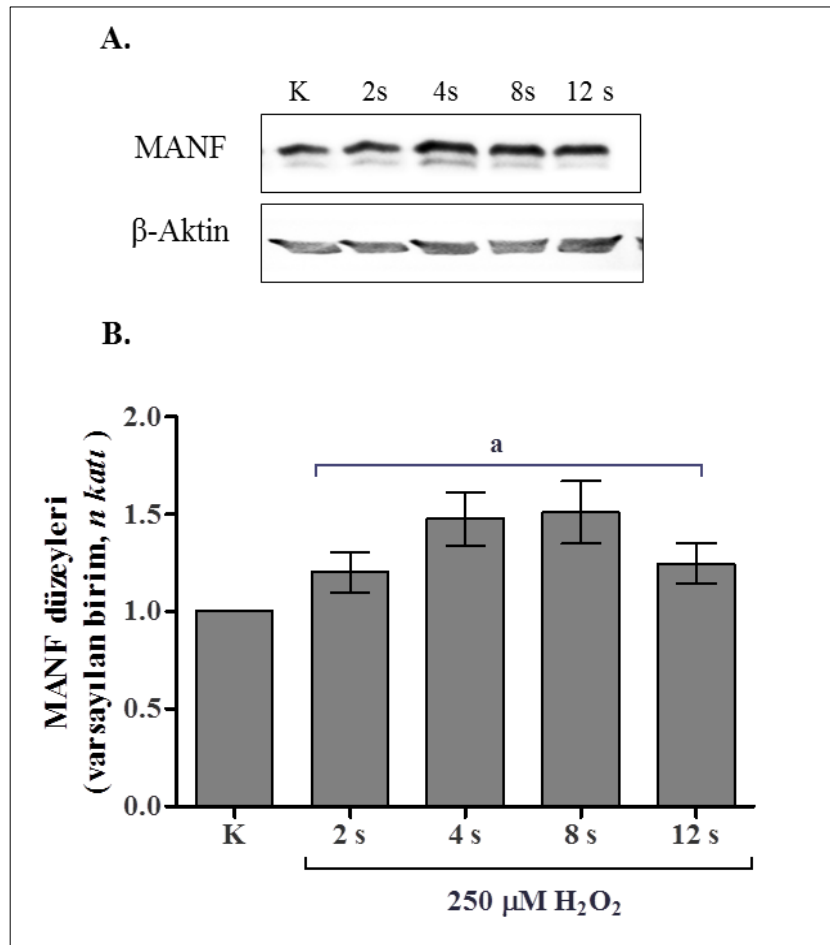 A.
K 2s 4s 8s 12 s
MANF
β-Aktin
B.
MANF düzeyleri
(varsayılan birim, n katı )
2.0
1.5
1.0
0.5
0.0
a
K 2 s 4 s 8 s 12 s
250 μM H₂O₂